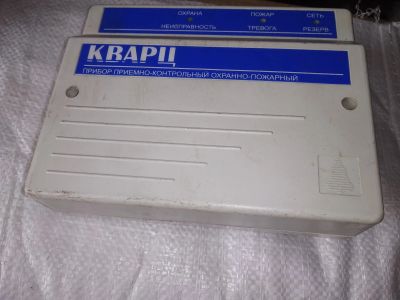 ОХРАНА ПОЖАР СЕТЬ
НЕИСПРАВНОСТЬ ТРЕВОГА РЕЗЕРВ
КВАРЦ
ПРИБОР ПРИЕМНО-КОНТРОЛЬНЫЙ ОХРАННО-ПОЖАРНЫЙ